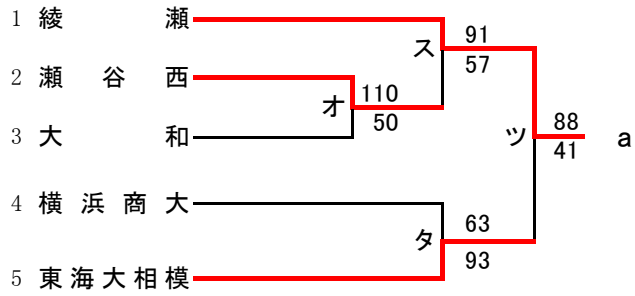 1 綾瀬
ス 91
57
2 瀬谷西
オ 110
50
3 大和
ツ 88
41
a
4 横浜商大
タ 63
93
5 東海大相模